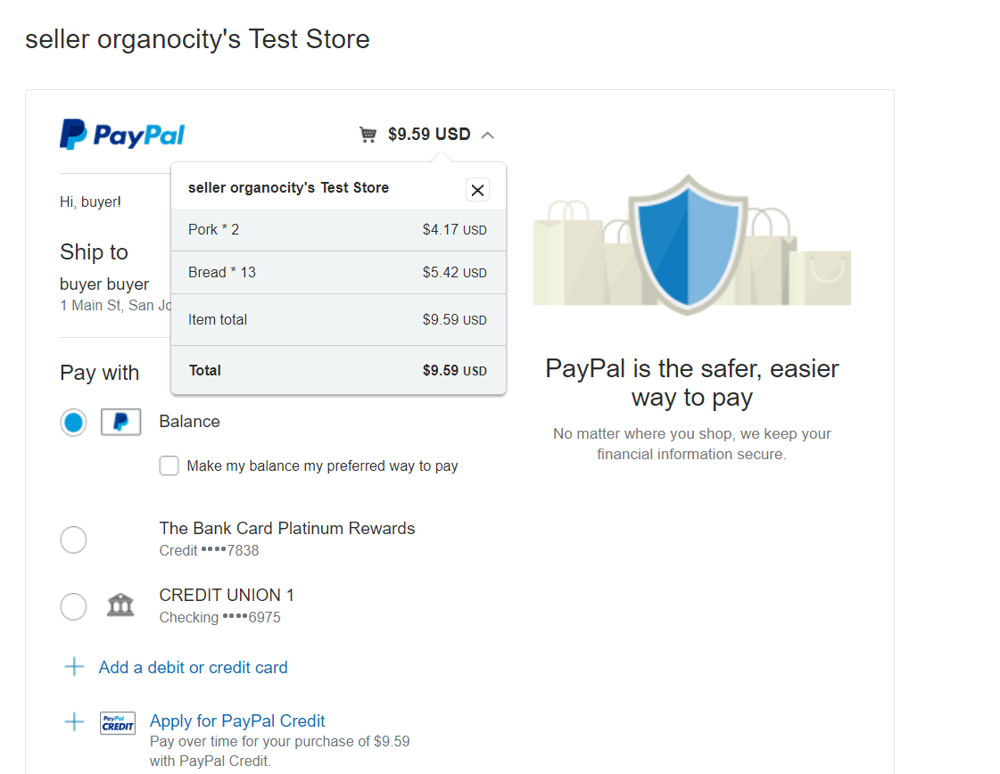 seller organocity's Test Store
PayPal
$9.59 USD
seller organocity's Test Store
Pork * 2 $4.17 USD
Bread * 13 $5.42 USD
Item total $9.59 USD
Total $9.59 USD
Hi, buyer!
Ship to
buyer buyer
1 Main St, San Jo
Pay with
Balance
Make my balance my preferred way to pay
The Bank Card Platinum Rewards
Credit ••••7838
CREDIT UNION 1
Checking ••••6975
Add a debit or credit card
PayPal
CREDIT
Apply for PayPal Credit
Pay over time for your purchase of $9.59
with PayPal Credit.
PayPal is the safer, easier
way to pay
No matter where you shop, we keep your
financial information secure.